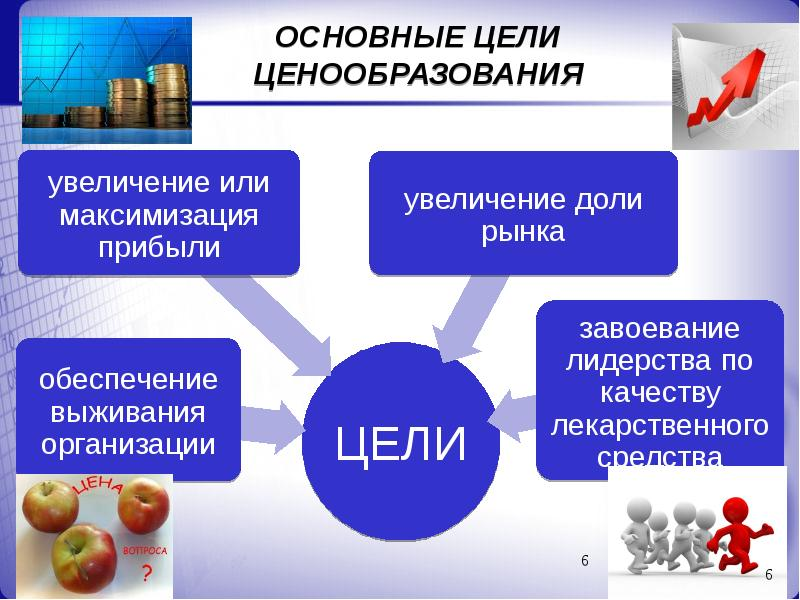 ОСНОВНЫЕ ЦЕЛИ
ЦЕНООБРАЗОВАНИЯ
увеличение или
максимизация
прибыли
увеличение доли
рынка
обеспечение
выживания
организации
завоевание
лидерства по
качеству
лекарственного
средства
ЦЕЛИ
ЦЕНА
ВОПРОСА
?
6
6